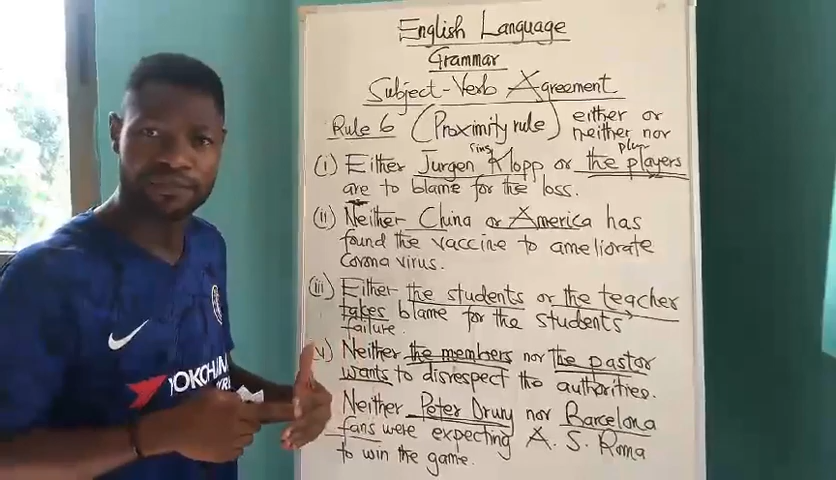 English Language
Grammar
Subject-Verb Agreement
Rule 6 (Proximity rule) either or
neither nor
sing plur
(i) Either Jurgen Klopp or the players
are to blame for the loss.
(ii) Neither China or America has
found the vaccine to ameliorate
Corona virus.
(iii) Either the students or the teacher
takes blame for the students
failure.
Neither the members nor the pastor
wants to disrespect the authorities.
Neither Peter Drury nor Barcelona
fans were expecting A. S. Roma
to win the game.
YOKOHAMA